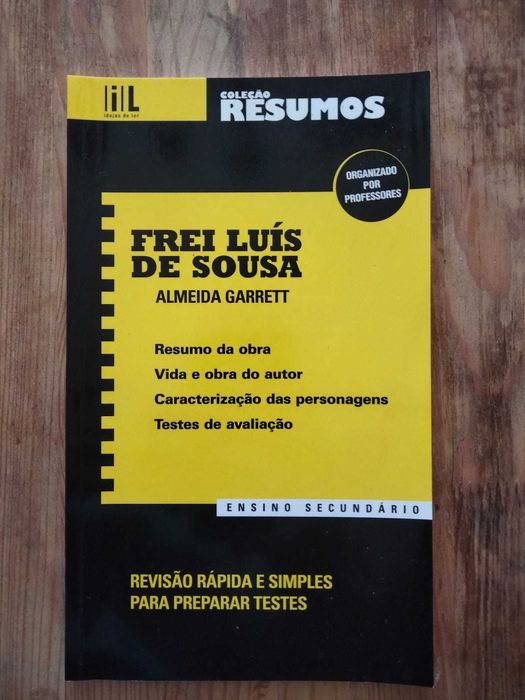 iL
ideias de ler
COLEÇÃO
RESUMOS
ORGANIZADO
POR
PROFESSORES
FREI LUÍS
DE SOUSA
ALMEIDA GARRETT
Resumo da obra
Vida e obra do autor
Caracterização das personagens
Testes de avaliação
ENSINO SECUNDÁRIO
REVISÃO RÁPIDA E SIMPLES
PARA PREPARAR TESTES